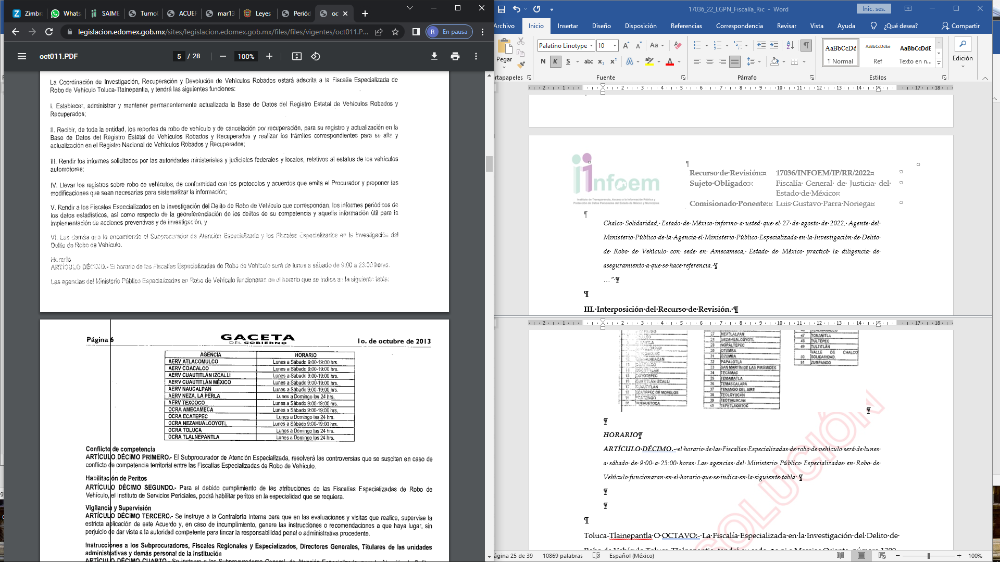 Zimbra
Whats
SAIME
Turno
ACUER
mar13
Leyes
Periód
oc
legislacion.edomex.gob.mx/sites/legislacion.edomex.gob.mx/files/files/vigentes/oct011.P...
R En pausa
oct011.PDF
5 / 28
100%
La Coordinación de Investigación, Recuperación y Devolución de Vehículos Robados estará adscrita a la Fiscalía Especializada de
Robo de Vehículo Toluca-Tlalnepantla, y tendrá las siguientes funciones:
I. Establecer, administrar y mantener permanentemente actualizada la Base de Datos del Registro Estatal de Vehículos Robados y
Recuperados;
II. Recibir, de toda la entidad, los reportes de robo de vehículo y de cancelación por recuperación, para su registro y actualización en la
Base de Datos del Registro Estatal de Vehículos Robados y Recuperados y realizar los trámites correspondientes para su alta y
actualización en el Registro Nacional de Vehículos Robados y Recuperados;
III. Rendir los informes solicitados por las autoridades ministeriales y judiciales federales y locales, relativos al estatus de los vehículos
automotores;
IV. Llevar los registros sobre robo de vehículos, de conformidad con los protocolos y acuerdos que emita el Procurador y proponer las
modificaciones que sean necesarias para sistematizar la información;
V. Rendir a los Fiscales Especializados en la investigación del Delito de Robo de Vehículo que correspondan, los informes periódicos de
los datos estadísticos, así como respecto de la georeferenciación de los delitos de su competencia y aquella información útil para la
implementación de acciones preventivas y de investigación, y
VI. Las demás que le encomiende el Subprocurador de Atención Especializada y los Fiscales Especializados en la Investigación del
Delito de Robo de Vehículo.
Horario
ARTÍCULO DÉCIMO.- El horario de las Fiscalías Especializadas de Robo de Vehículo será de lunes a sábado de 9:00 a 23:00 horas.
Las agencias del Ministerio Público Especializadas en Robo de Vehículo funcionaran en el horario que se indica en la siguiente tabla:
Página 6
GACETA
DEL GOBIERNO
1o. de octubre de 2013
AGENCIA HORARIO
AERV ATLACOMULCO Lunes a Sábado 9:00-19:00 hrs.
AERV COACALCO Lunes a Sábado 9:00-19:00 hrs.
AERV CUAUTITLÁN IZCALLI Lunes a Sábado 9:00-19:00 hrs.
AERV CUAUTITLÁN MÉXICO Lunes a Sábado 9:00-19:00 hrs.
AERV NAUCALPAN Lunes a Sábado 9:00-19:00 hrs.
AERV NEZA, LA PERLA Lunes a Domingo las 24 hrs.
AERV TEXCOCO Lunes a Sábado 9:00-19:00 hrs.
OCRA AMECAMECA Lunes a Sábado 9:00-19:00 hrs.
OCRA ECATEPEC Lunes a Domingo las 24 hrs.
OCRA NEZAHUALCOYOTL Lunes a Sábado 9:00-19:00 hrs.
OCRA TOLUCA Lunes a Domingo las 24 hrs.
OCRA TLALNEPANTLA Lunes a Domingo las 24 hrs.
Conflicto de competencia
ARTÍCULO DÉCIMO PRIMERO.- El Subprocurador de Atención Especializada, resolverá las controversias que se susciten en caso de
conflicto de competencia territorial entre las Fiscalías Especializadas de Robo de Vehículo.
Habilitación de Peritos
ARTÍCULO DÉCIMO SEGUNDO.- Para el debido cumplimiento de las atribuciones de las Fiscalías Especializadas de Robo de
Vehículo, el Instituto de Servicios Periciales, podrá habilitar peritos en la especialidad que se requiera.
Vigilancia y Supervisión
ARTÍCULO DÉCIMO TERCERO.- Se instruye a la Contraloría Interna para que en las evaluaciones y visitas que realice, supervise la
estricta aplicación de este Acuerdo y, en caso de incumplimiento, genere las instrucciones o recomendaciones a que haya lugar, sin
perjuicio de dar vista a la autoridad competente para fincar la responsabilidad penal o administrativa procedente.
Instrucciones a los Subprocuradores, Fiscales Regionales y Especializados, Directores Generales, Titulares de las unidades
administrativas y demás personal de la institución
17036_22_LGPN_Fiscalía_Ric - Word
Inic. ses.
Archivo Inicio Insertar Diseño Disposición Referencias Correspondencia Revisar Vista Ayuda ¿Qué desea? Compartir
Pegar
Palatino Linotype 10
N K S abc x₂ x²
AaBbCcDd AaBbCcDdEe AaBbCcDdE
¶ Normal Ref Texto en n...
Edición
rtapapeles Fuente Párrafo Estilos
infoem
Instituto de Transparencia, Acceso a la Información Pública y
Protección de Datos Personales del Estado de México y Municipios
Recurso de Revisión: 17036/INFOEM/IP/RR/2022
Sujeto Obligado: Fiscalía General de Justicia del
Estado de México
Comisionado Ponente: Luis Gustavo Parra Noriega
Chalco Solidaridad, Estado de México informo a usted que el 27 de agosto de 2022, Agente del
Ministerio Público de la Agencia el Ministerio Público Especializada en la Investigación de Delito
de Robo de Vehículo con sede en Amecameca, Estado de México practicó la diligencia de
aseguramiento a que se hace referencia. ¶
…" ¶
III. Interposición del Recurso de Revisión. ¶
27 NEXTLALPAN
28 NEZAHUALCOYOTL
29 NOPALTEPEC
30 OTUMBA
31 OZUMBA
32 PAPALOTLA
33 SAN MARTÍN DE LAS PIRÁMIDES
34 TECAMAC
35 TEMAMATLA
36 TEMASCALAPA
37 TENANGO DEL AIRE
38 TEOLOYUCAN
39 TEOTIHUACAN
40 TEPETLAOXTOC
47 TONANITLA
48 TULTEPEC
49 TULTITLÁN
50 VALLE DE CHALCO SOLIDARIDAD.
51 ZUMPANGO
15 COYOTEPEC
16 CUATITLÁN IZCALLI
17 CUAUTITLAN
18 ECATEPEC DE MORELOS
20 HUEHUETOCA
HORARIO¶
ARTÍCULO DÉCIMO.- el horario de las Fiscalías Especializadas de robo de vehículo será de lunes
a sábado de 9:00 a 23:00 horas Las agencias del Ministerio Público Especializadas en Robo de
Vehículo funcionaran en el horario que se indica en la siguiente tabla:.¶
Toluca-Tlainepantla O OCTAVO:- La Fiscalía Especializada en la Investigación del Delito de
OLUCIÓN
ágina 25 de 39 10869 palabras Español (México) 100%